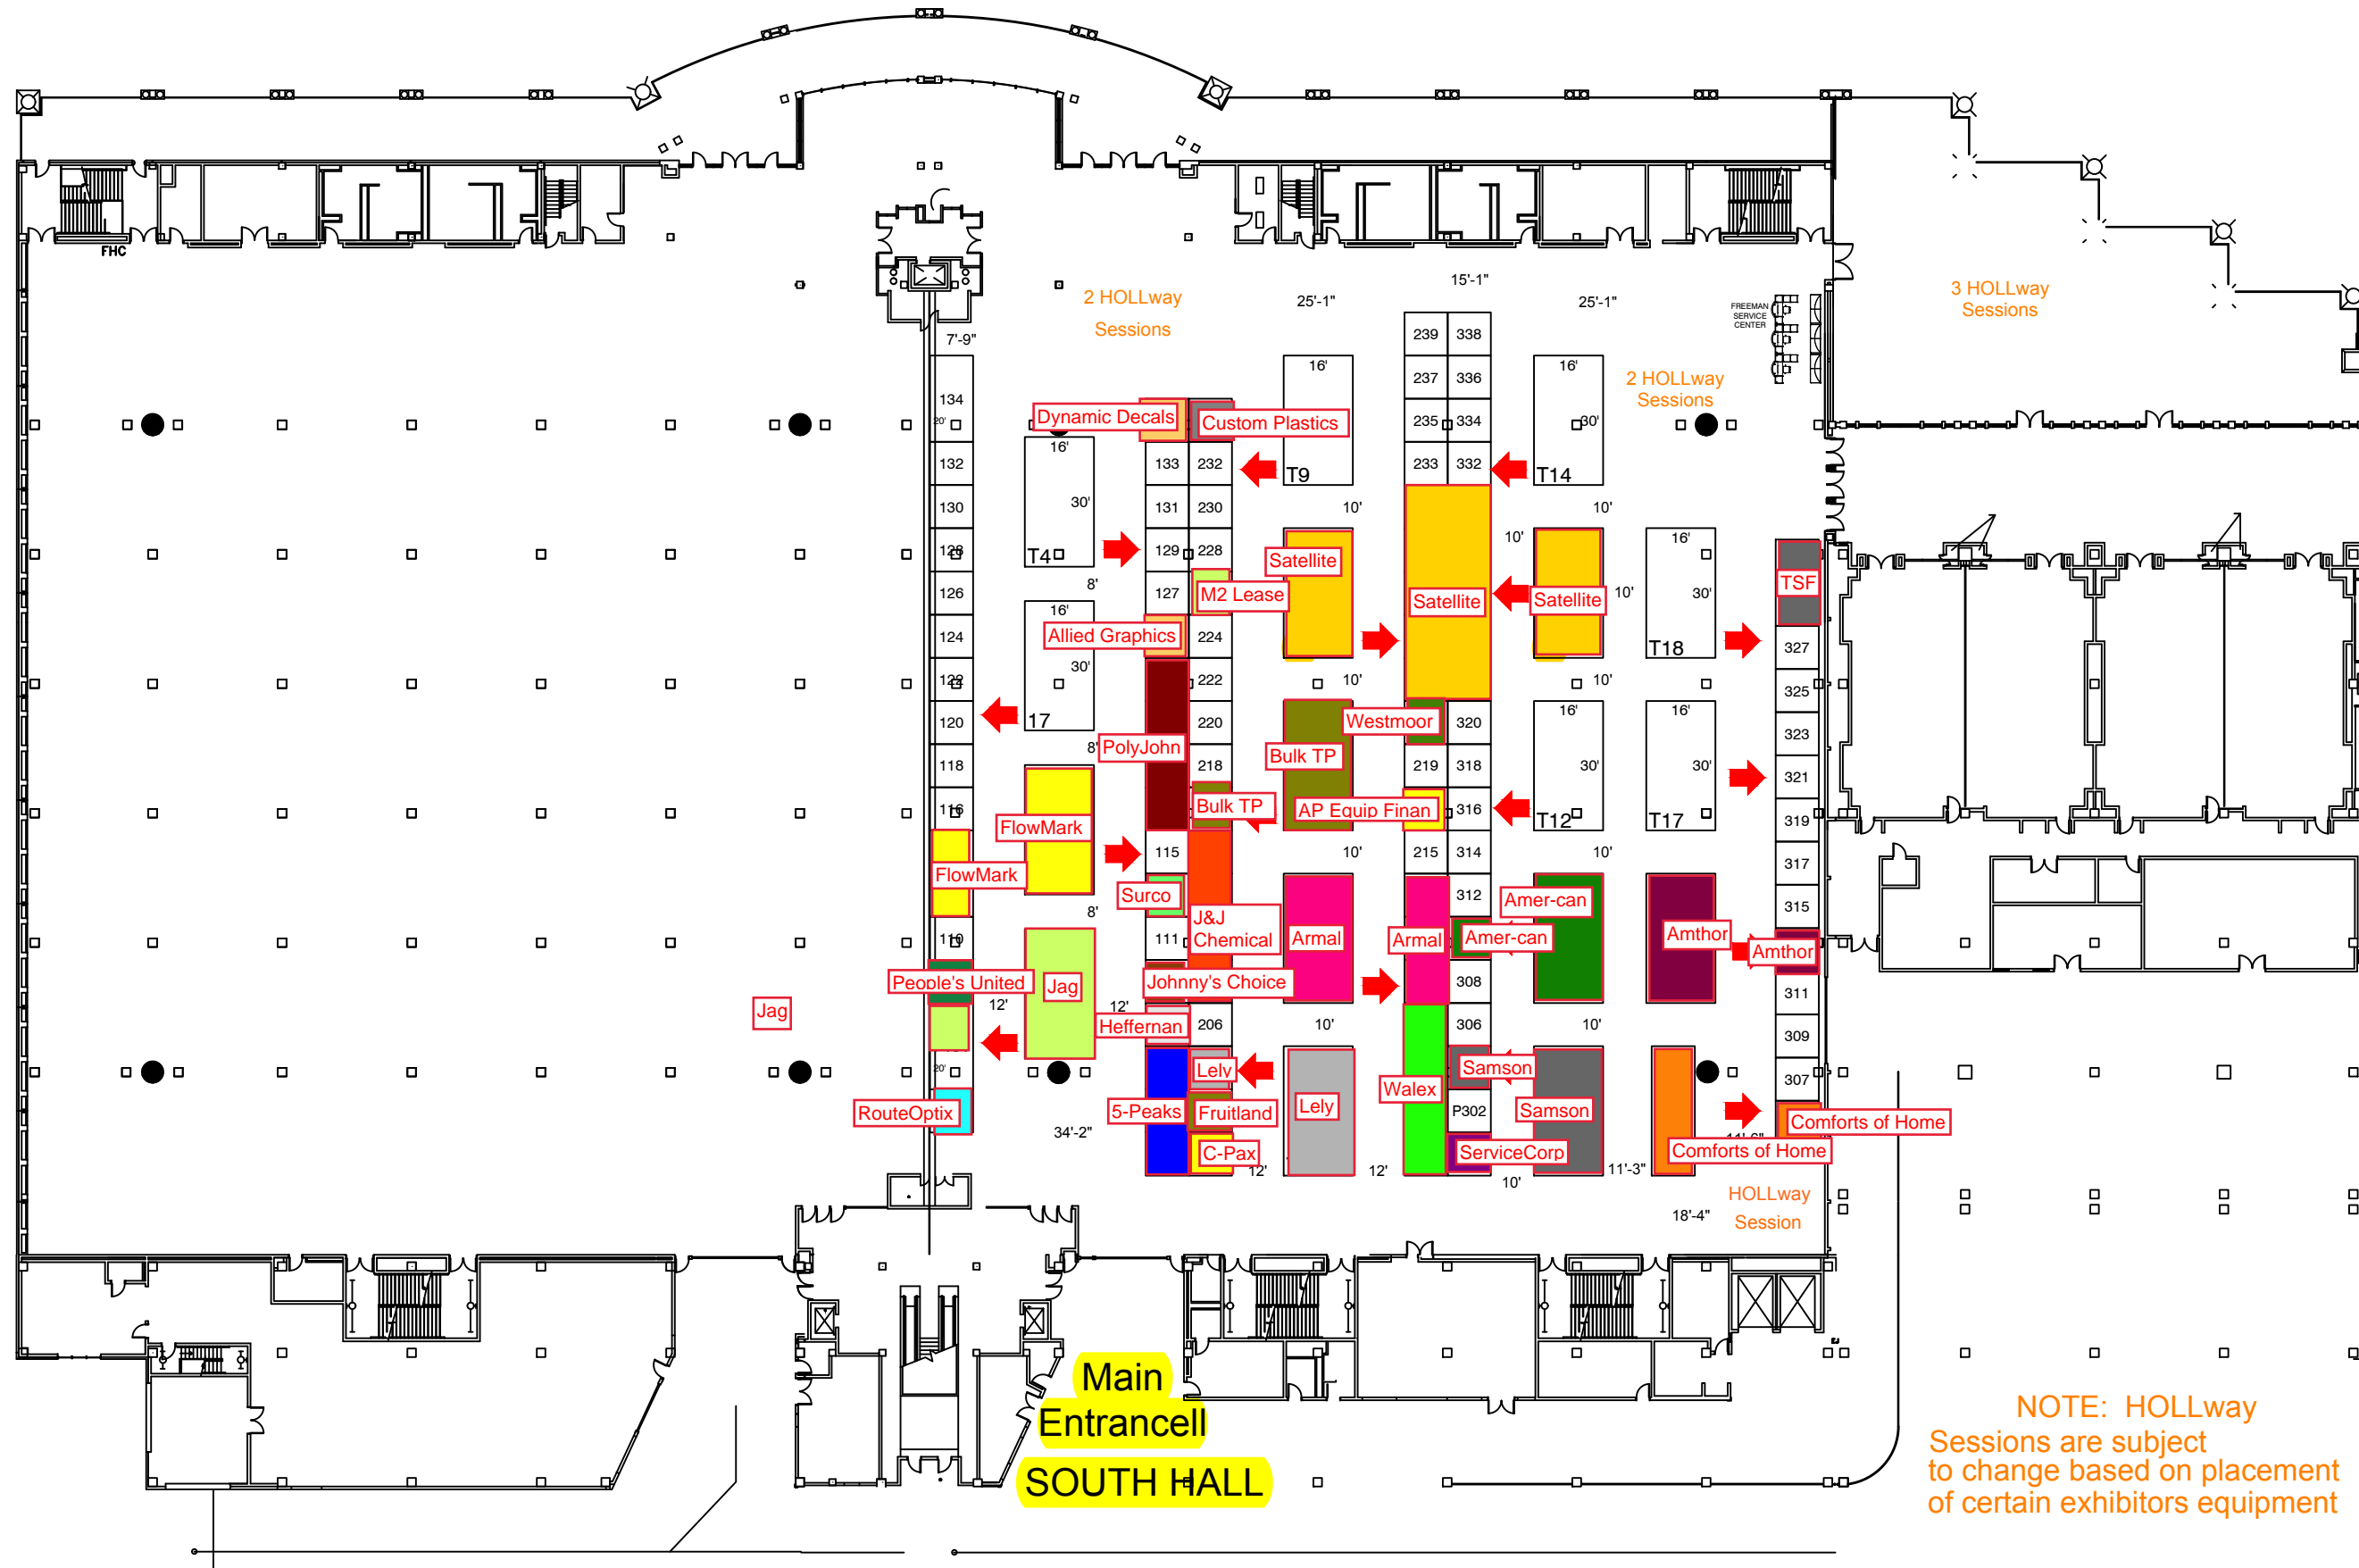 FHC
2 HOLLway
Sessions
15'-1"
25'-1"
25'-1"
3 HOLLway
Sessions
FREEMAN
SERVICE
CENTER
7'-9"
239
338
237
336
16'
16'
2 HOLLway
Sessions
134
20'
Dynamic Decals
Custom Plastics
235
334
30'
16'
132
133
232
T9
233
332
T14
130
30'
131
230
10'
10'
128
T4
129
228
Satellite
10'
16'
TSF
8'
126
127
M2 Lease
Satellite
Satellite
10'
30'
16'
124
Allied Graphics
224
T18
327
30'
122
222
10'
10'
325
17
120
220
Westmoor
320
16'
16'
323
8'
PolyJohn
118
218
Bulk TP
219
318
30'
30'
321
116
Bulk TP
AP Equip Finan
316
T12
T17
319
FlowMark
115
10'
215
314
10'
317
FlowMark
Surco
312
Amer-can
315
8'
J&J
Chemical
110
111
Armal
Armal
Amer-can
Amthor
Amthor
People's United
Jag
Johnny's Choice
308
311
Jag
12'
12'
Heffernan
206
10'
306
10'
309
20'
Lely
Samson
307
RouteOptix
5-Peaks
Fruitland
Lely
Walex
P302
Samson
Comforts of Home
34'-2"
C-Pax
ServiceCorp
Comforts of Home
12'
12'
10'
11'-3"
HOLLway
Session
18'-4"
Main
Entrancell
SOUTH HALL
NOTE: HOLLway
Sessions are subject
to change based on placement
of certain exhibitors equipment